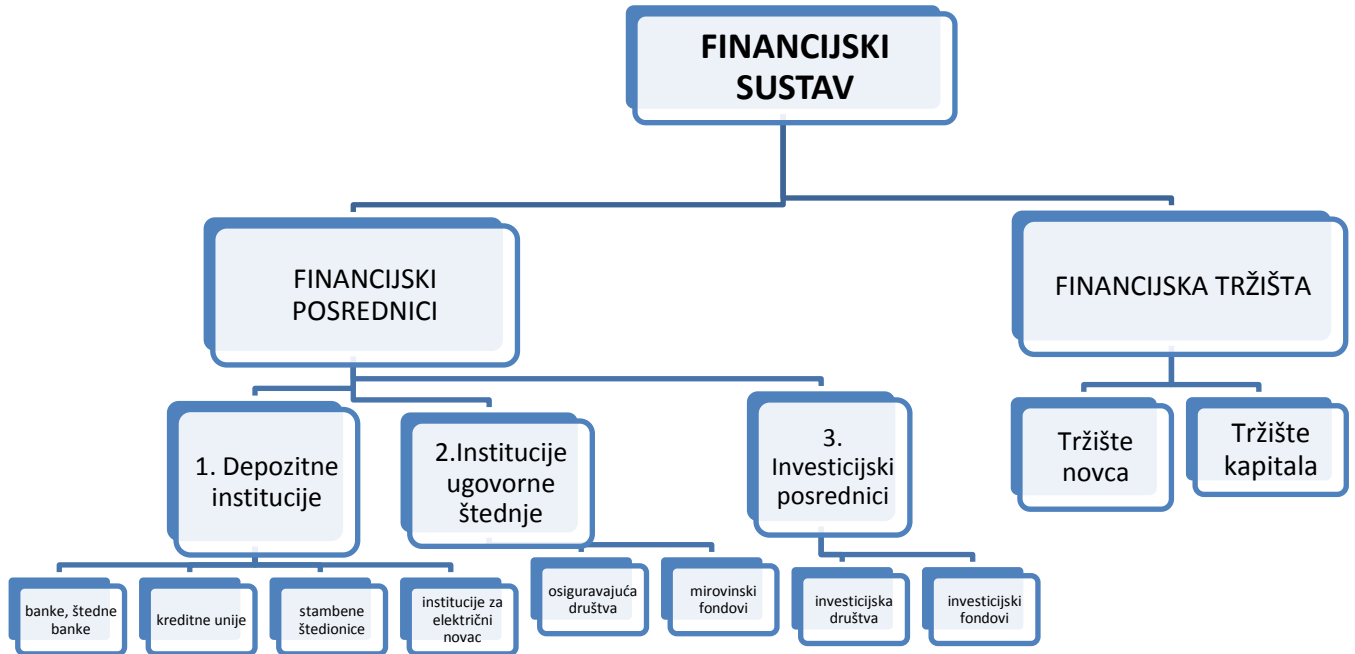 FINANCIJSKI
SUSTAV
FINANCIJSKI
POSREDNICI
FINANCIJSKA TRŽIŠTA
1. Depozitne
institucije
2.Institucije
ugovorne
štednje
3.
Investicijski
posrednici
Tržište
novca
Tržište
kapitala
banke, štedne
banke
kreditne unije
stambene
štedionice
institucije za
električni
novac
osiguravajuća
društva
mirovinski
fondovi
investicijska
društva
investicijski
fondovi